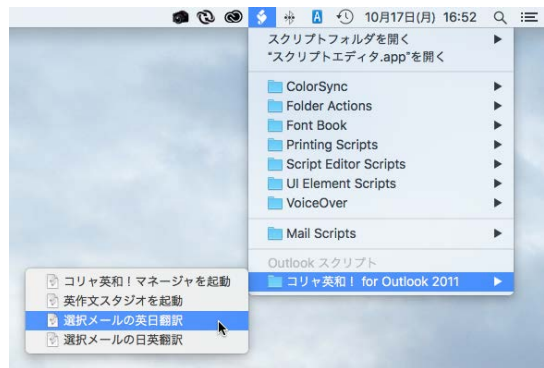 10月17日(月) 16:52
スクリプトフォルダを開く
"スクリプトエディタ.app"を開く
ColorSync
Folder Actions
Font Book
Printing Scripts
Script Editor Scripts
UI Element Scripts
VoiceOver
Mail Scripts
Outlook スクリプト
コリャ英和！ for Outlook 2011
コリャ英和！マネージャを起動
英作文スタジオを起動
選択メールの英日翻訳
選択メールの日英翻訳